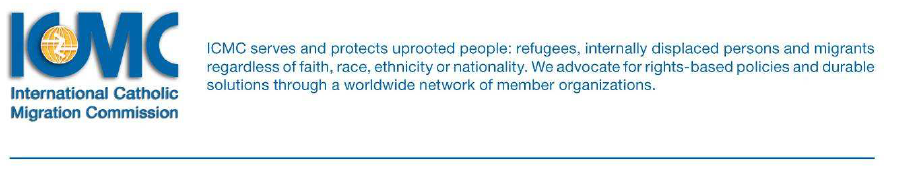 ICMC
International Catholic
Migration Commission
ICMC serves and protects uprooted people: refugees, internally displaced persons and migrants
regardless of faith, race, ethnicity or nationality. We advocate for rights-based policies and durable
solutions through a worldwide network of member organizations.